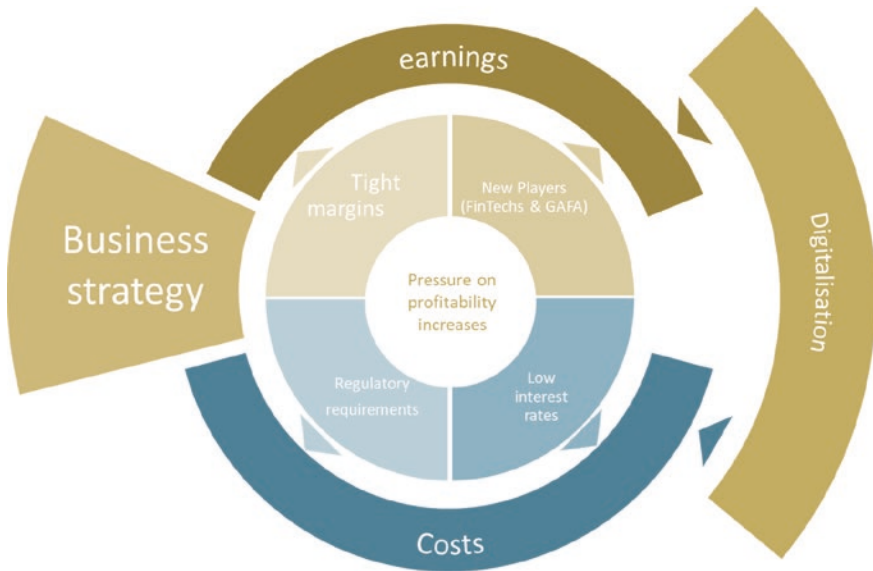 earnings
Tight
margins
New Players
(FinTechs & GAFA)
Business
strategy
Pressure on
profitability
increases
Digitalisation
Regulatory
requirements
Low
interest
rates
Costs